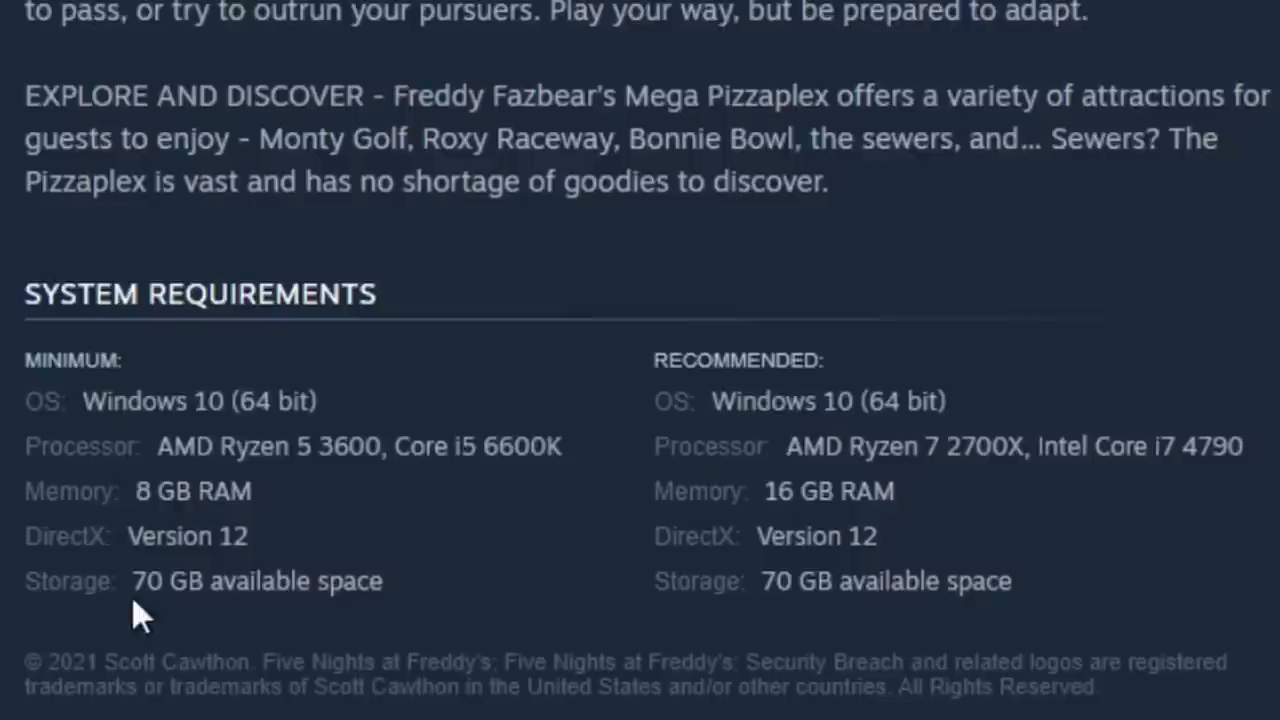 to pass, or try to outrun your pursuers. Play your way, but be prepared to adapt.
EXPLORE AND DISCOVER - Freddy Fazbear's Mega Pizzaplex offers a variety of attractions for
guests to enjoy - Monty Golf, Roxy Raceway, Bonnie Bowl, the sewers, and... Sewers? The
Pizzaplex is vast and has no shortage of goodies to discover.
SYSTEM REQUIREMENTS
MINIMUM:
OS: Windows 10 (64 bit)
Processor: AMD Ryzen 5 3600, Core i5 6600K
Memory: 8 GB RAM
DirectX: Version 12
Storage: 70 GB available space
RECOMMENDED:
OS: Windows 10 (64 bit)
Processor: AMD Ryzen 7 2700X, Intel Core i7 4790
Memory: 16 GB RAM
DirectX: Version 12
Storage: 70 GB available space
© 2021 Scott Cawthon. Five Nights at Freddy's; Five Nights at Freddy's: Security Breach and related logos are registered
trademarks or trademarks of Scott Cawthon in the United States and/or other countries. All Rights Reserved.